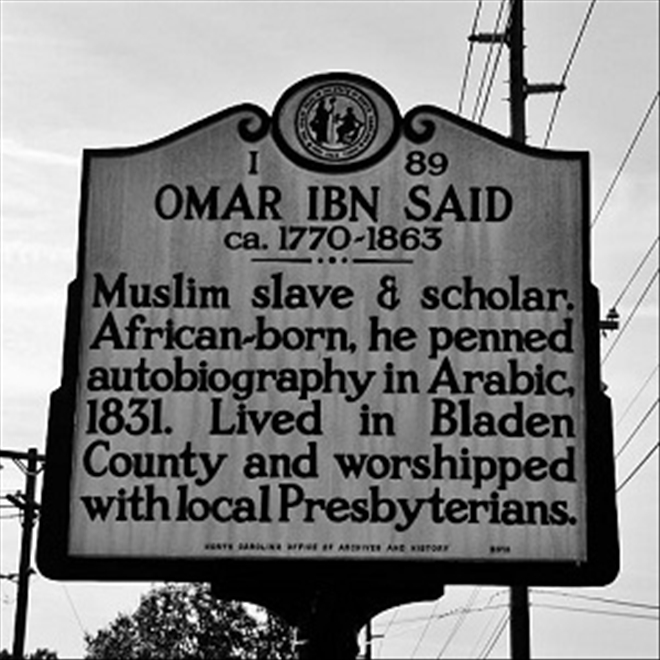 I 89
OMAR IBN SAID
ca. 1770-1863
Muslim slave & scholar.
African-born, he penned
autobiography in Arabic,
1831. Lived in Bladen
County and worshipped
with local Presbyterians.
NORTH CAROLINA OFFICE OF ARCHIVES AND HISTORY